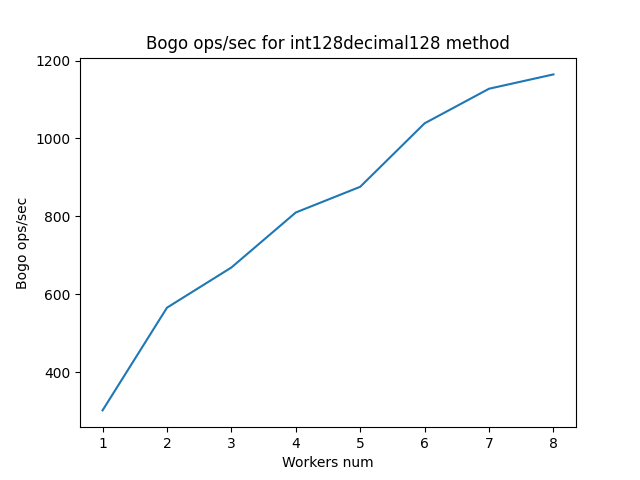 Bogo ops/sec for int128decimal128 method
1200
1000
800
600
400
Bogo ops/sec
1 2 3 4 5 6 7 8
Workers num